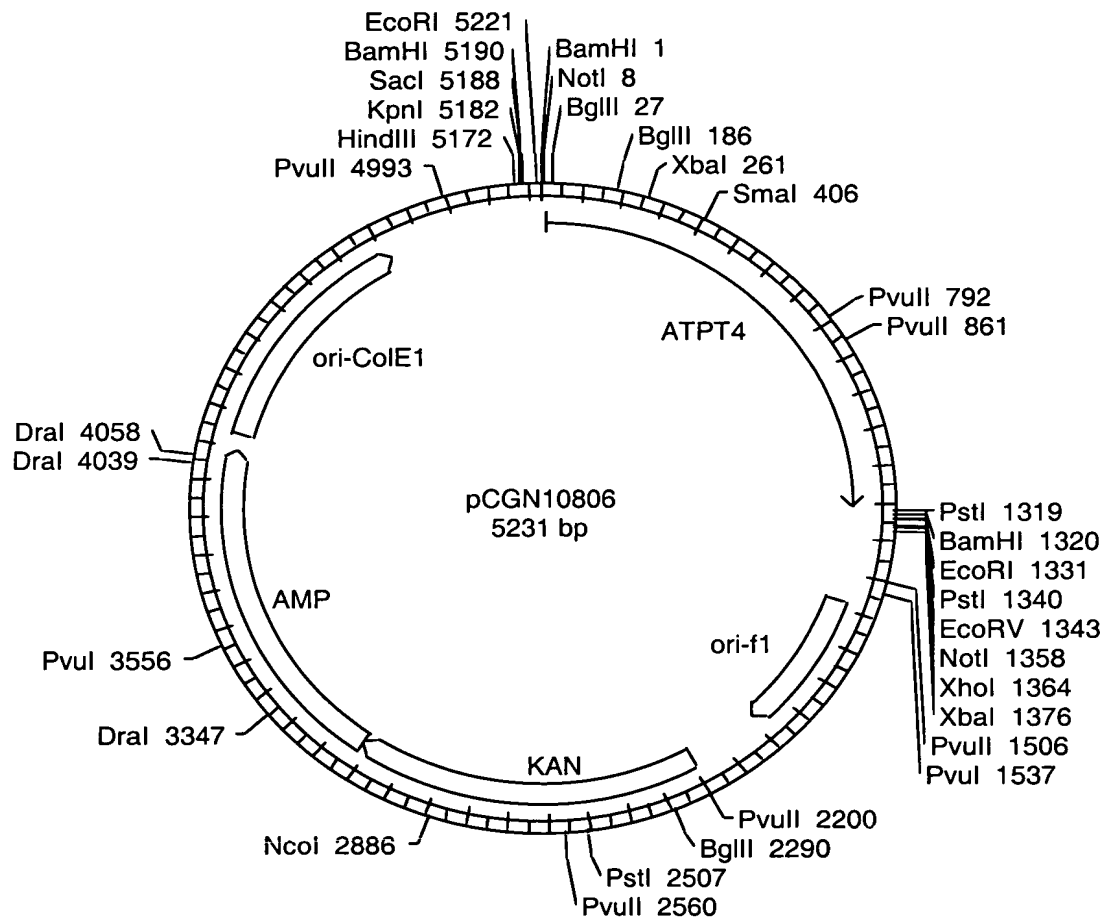 EcoRI 5221
BamHI 5190
SacI 5188
KpnI 5182
HindIII 5172
PvuII 4993
BamHI 1
NotI 8
BglII 27
BglII 186
XbaI 261
SmaI 406
PvuII 792
PvuII 861
ATPT4
ori-ColE1
DraI 4058
DraI 4039
pCGN10806
5231 bp
PstI 1319
BamHI 1320
EcoRI 1331
PstI 1340
EcoRV 1343
NotI 1358
XhoI 1364
XbaI 1376
PvuII 1506
PvuI 1537
AMP
ori-f1
PvuI 3556
DraI 3347
KAN
NcoI 2886
PvuII 2200
BglII 2290
PstI 2507
PvuII 2560